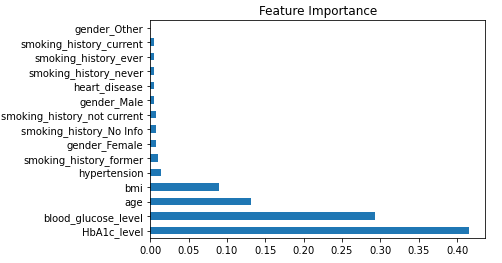 Feature Importance
gender_Other
smoking_history_current
smoking_history_ever
smoking_history_never
heart_disease
gender_Male
smoking_history_not current
smoking_history_No Info
gender_Female
smoking_history_former
hypertension
bmi
age
blood_glucose_level
HbA1c_level
0.00 0.05 0.10 0.15 0.20 0.25 0.30 0.35 0.40